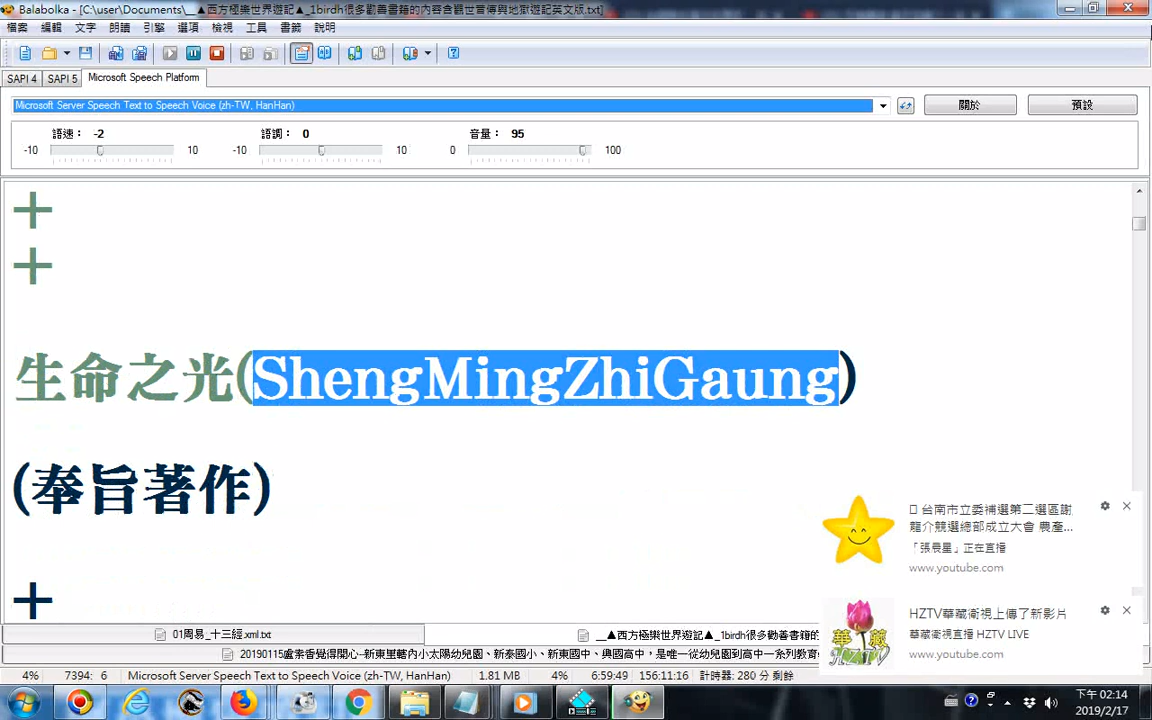 Balabolka - [C:\user\Documents\__▲西方極樂世界遊記▲_1birdh很多勸善書籍的內容含觀世音傳與地獄遊記英文版.txt]
檔案 編輯 文字 朗讀 引擎 選項 檢視 工具 書籤 說明
SAPI 4 SAPI 5 Microsoft Speech Platform
Microsoft Server Speech Text to Speech Voice (zh-TW, HanHan) 關於 預設
語速： -2 語調： 0 音量： 95
-10 10 -10 10 0 100
＋
＋
生命之光(ShengMingZhiGaung)
(奉旨著作)
＋
台南市立委補選第二選區謝
龍介競選總部成立大會 農產...
「張辰星」正在直播
www.youtube.com
HZTV華藏衛視上傳了新影片
華藏衛視直播 HZTV LIVE
www.youtube.com
華藏
HZTV
01周易_十三經.xml.txt __▲西方極樂世界遊記▲_1birdh很多勸善書籍的
20190115盧素香覺得開心--新東里轄內小太陽幼兒園、新泰國小、新東國中、興國高中，是唯一從幼兒園到高中一系列教育
4% 7394: 6 Microsoft Server Speech Text to Speech Voice (zh-TW, HanHan) 1.81 MB 4% 6:59:49 156:11:16 計時器: 280 分 剩餘
下午 02:14
2019/2/17